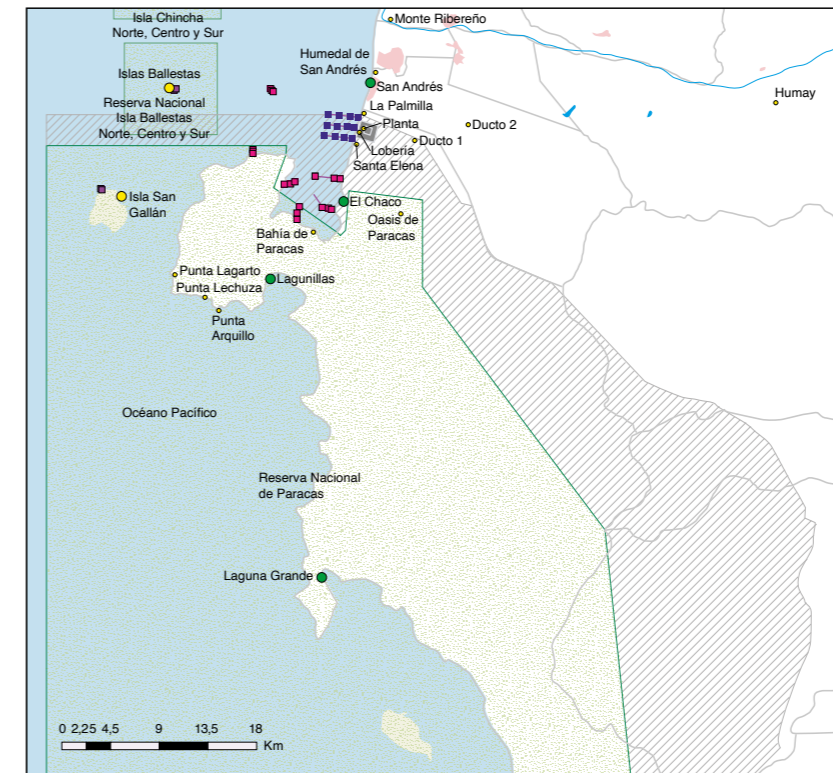 Isla Chincha
Norte, Centro y Sur
Monte Ribereño
Humedal de
San Andrés
Islas Ballestas
San Andrés
Humay
Reserva Nacional
Isla Ballestas
Norte, Centro y Sur
La Palmilla
Planta
Ducto 2
Ducto 1
Lobería
Santa Elena
Isla San
Gallán
El Chaco
Oasis de
Paracas
Bahía de
Paracas
Punta Lagarto
Lagunillas
Punta Lechuza
Punta
Arquillo
Océano Pacífico
Reserva Nacional
de Paracas
Laguna Grande
0 2,25 4,5 9 13,5 18
Km